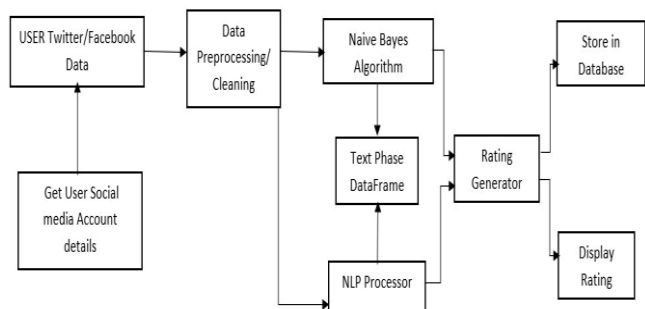 USER Twitter/Facebook
Data
Data
Preprocessing/
Cleaning
Naive Bayes
Algorithm
Store in
Database
Text Phase
DataFrame
Rating
Generator
Get User Social
media Account
details
NLP Processor
Display
Rating